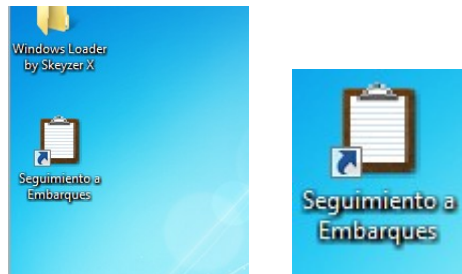 Windows Loader
by Skeyzer X
Seguimiento a
Embarques
Seguimiento a
Embarques